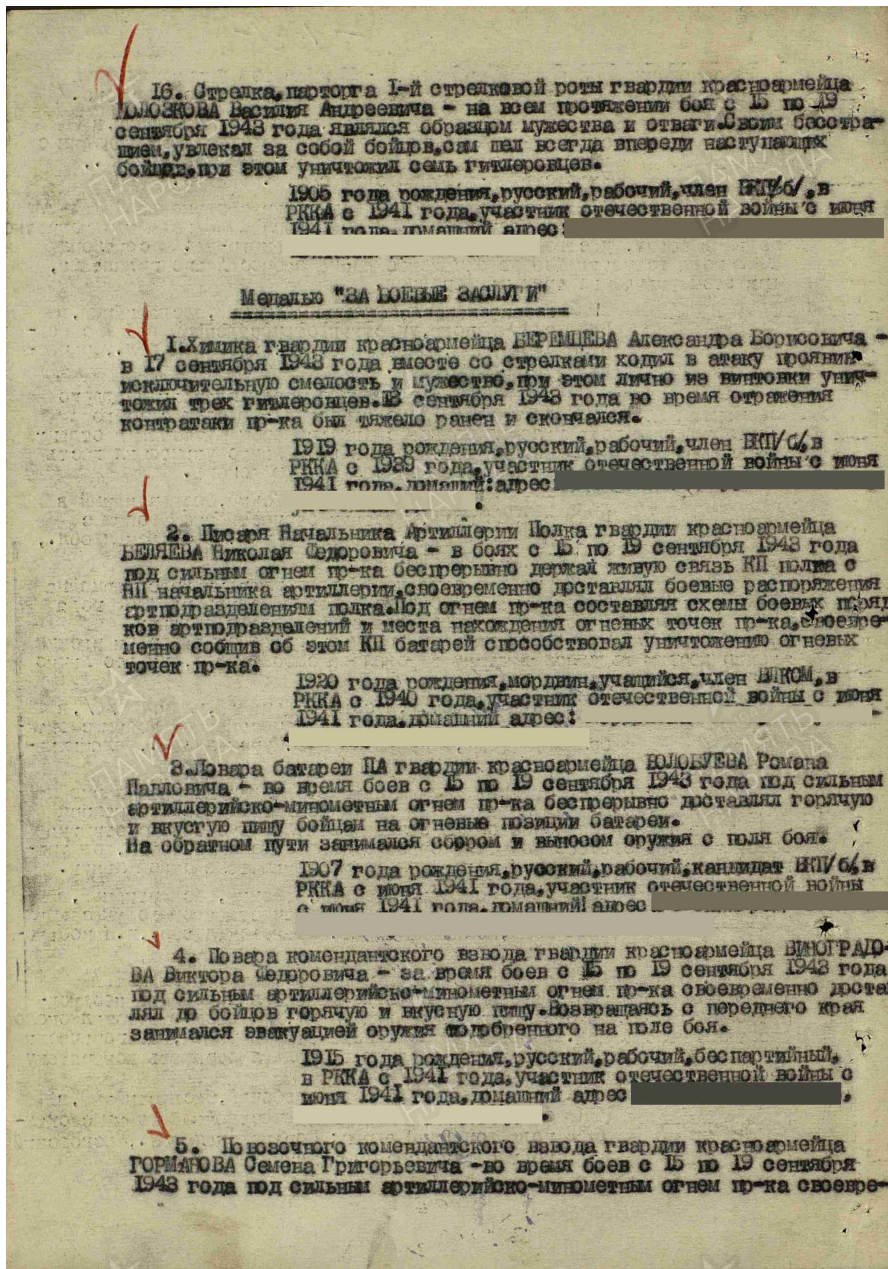 16. Стрелка,парторга 1-й стрелковой роты гвардии красноармейца
Василия Андреевича - на всем протяжении боя с 15 по 19
сентября 1943 года являлся образцом мужества и отваги.Своим бесстра-
шием,увлекал за собой бойцов,сам шел всегда впереди наступающих
бойцов,при этом уничтожил семь гитлеровцев.
1905 года рождения,русский,рабочий,член ВКП/б/,в
РККА с 1941 года,участник отечественной войны с июня
1941 года.домашний адрес:
Медалью "ЗА БОЕВЫЕ ЗАСЛУГИ"
1.Химика гвардии красноармейца ВЕРЕМЦЕВА Александра Борисовича -
в 17 сентября 1943 года вместе со стрелками ходил в атаку проявив
исключительную смелость и мужество,при этом лично из винтовки унич-
тожил трех гитлеровцев.18 сентября 1943 года во время отражения
контратаки пр-ка был тяжело ранен и скончался.
1919 года рождения,русский,рабочий,член ВКП/б/,в
РККА с 1939 года,участник отечественной войны с июня
1941 года.домащий:адрес:
2. Писаря Начальника Артиллерии Полка гвардии красноармейца
БЕЛЯЕВА Николая Федоровича - в боях с 15 по 19 сентября 1943 года
под сильным огнем пр-ка беспрерывно держал живую связь КП полка с
КП начальника артиллерии,своевременно доставлял боевые распоряжения
артподразделениям полка.Под огнем пр-ка составлял схемы боевых поряд
ков артподразделений и места нахождения огневых точек пр-ка,своевре-
менно сообщив об этом КП батарей способствовал уничтожению огневых
точек пр-ка.
1920 года рождения,мордвин,учащийся,член ВЛКСМ,в
РККА с 1940 года,участник отечественной войны с июня
1941 года.домашний адрес:
3.Повара батареи ПА гвардии красноармейца ВОЛОБУЕВА Романа
Павловича - во время боев с 15 по 19 сентября 1943 года под сильным
артиллерийско-минометным огнем пр-ка беспрерывно доставлял горячую
и вкусгую пищу бойцам на огневые позиции батареи.
На обратном пути занимался сбором и выносом оружия с поля боя.
1907 года рождения,русский,рабочий,кандидат ВКП/б/,в
РККА с июня 1941 года,участник отечественной войны
с июня 1941 года.домашний адрес
4. Повара комендантского взвода гвардии красноармейца ВИНОГРАДО-
ВА Виктора Федоровича - за время боев с 15 по 19 сентября 1943 года
под сильным артиллерийско-минометным огнем пр-ка своевременно достав
лял до бойцов горячую и вкусную пищу.Возвращаясь с переднего края
занимался эвакуацией оружия подобренного на поле боя.
1915 года рождения,русский,рабочий,беспартийный,
в РККА с 1941 года,участник отечественной войны с
июня 1941 года,домашний адрес
5. Повозочного комендантского взвода гвардии красноармейца
ГОРМАНОВА Семена Григорьевича -во время боев с 15 по 19 сентября
1943 года под сильным артиллерийско-минометным огнем пр-ка своевре-